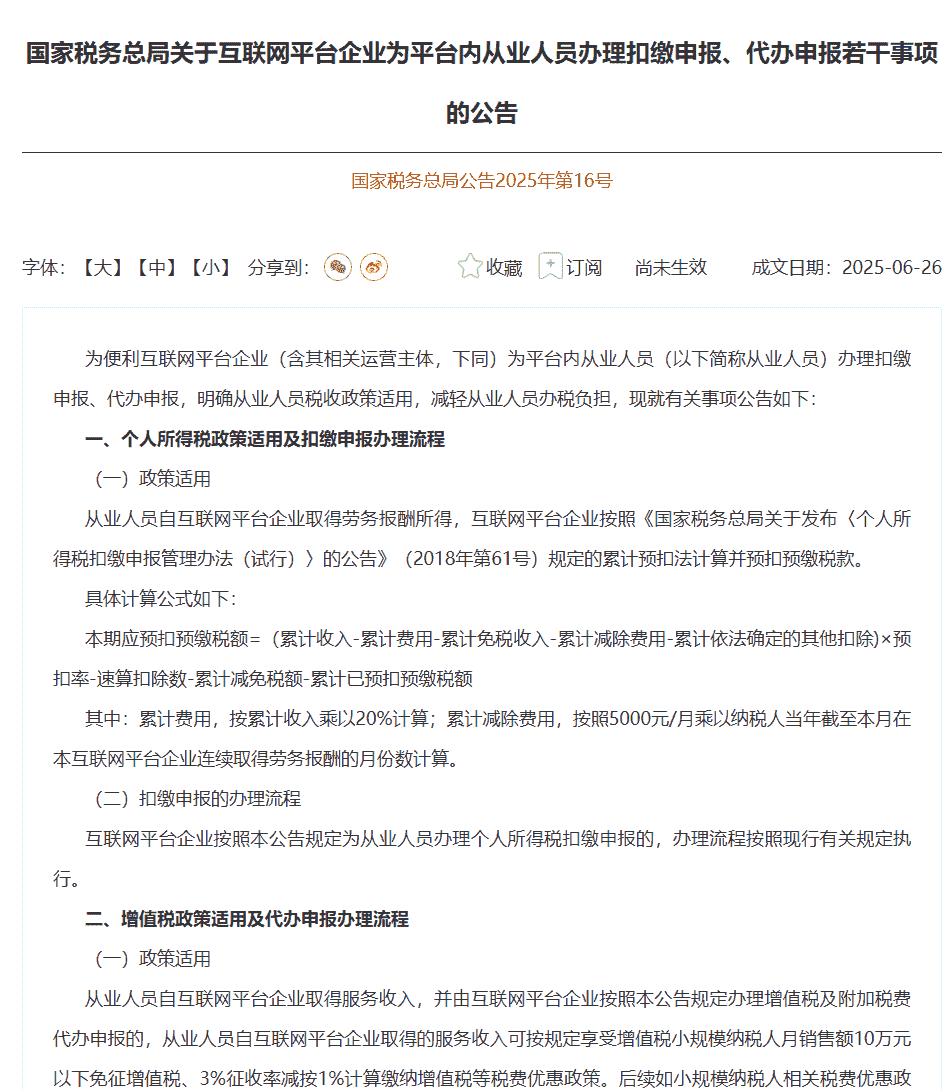 国家税务总局关于互联网平台企业为平台内从业人员办理扣缴申报、代办申报若干事项
的公告
国家税务总局公告2025年第16号
字体：【大】【中】【小】 分享到： 收藏 订阅 尚未生效 成文日期：2025-06-26
为便利互联网平台企业（含其相关运营主体，下同）为平台内从业人员（以下简称从业人员）办理扣缴
申报、代办申报，明确从业人员税收政策适用，减轻从业人员办税负担，现就有关事项公告如下：
一、个人所得税政策适用及扣缴申报办理流程
（一）政策适用
从业人员自互联网平台企业取得劳务报酬所得，互联网平台企业按照《国家税务总局关于发布〈个人所
得税扣缴申报管理办法（试行）〉的公告》（2018年第61号）规定的累计预扣法计算并预扣预缴税款。
具体计算公式如下：
本期应预扣预缴税额=（累计收入-累计费用-累计免税收入-累计减除费用-累计依法确定的其他扣除)×预
扣率-速算扣除数-累计减免税额-累计已预扣预缴税额
其中：累计费用，按累计收入乘以20%计算；累计减除费用，按照5000元/月乘以纳税人当年截至本月在
本互联网平台企业连续取得劳务报酬的月份数计算。
（二）扣缴申报的办理流程
互联网平台企业按照本公告规定为从业人员办理个人所得税扣缴申报的，办理流程按照现行有关规定执
行。
二、增值税政策适用及代办申报办理流程
（一）政策适用
从业人员自互联网平台企业取得服务收入，并由互联网平台企业按照本公告规定办理增值税及附加税费
代办申报的，从业人员自互联网平台企业取得的服务收入可按规定享受增值税小规模纳税人月销售额10万元
以下免征增值税、3%征收率减按1%计算缴纳增值税等税费优惠政策。后续如小规模纳税人相关税费优惠政